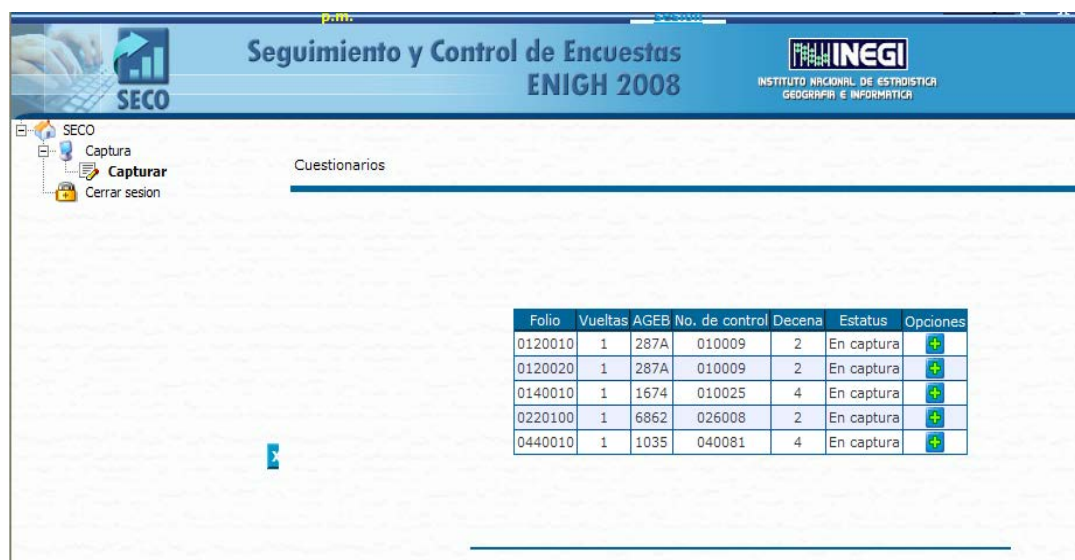 p.m.
sesion
Seguimiento y Control de Encuestas
ENIGH 2008
SECO
INEGI
INSTITUTO NACIONAL DE ESTADISTICA
GEOGRAFIA E INFORMATICA
SECO
Captura
Capturar
Cerrar sesion
Cuestionarios
Folio Vueltas AGEB No. de control Decena Estatus Opciones
0120010 1 287A 010009 2 En captura
0120020 1 287A 010009 2 En captura
0140010 1 1674 010025 4 En captura
0220100 1 6862 026008 2 En captura
0440010 1 1035 040081 4 En captura
x